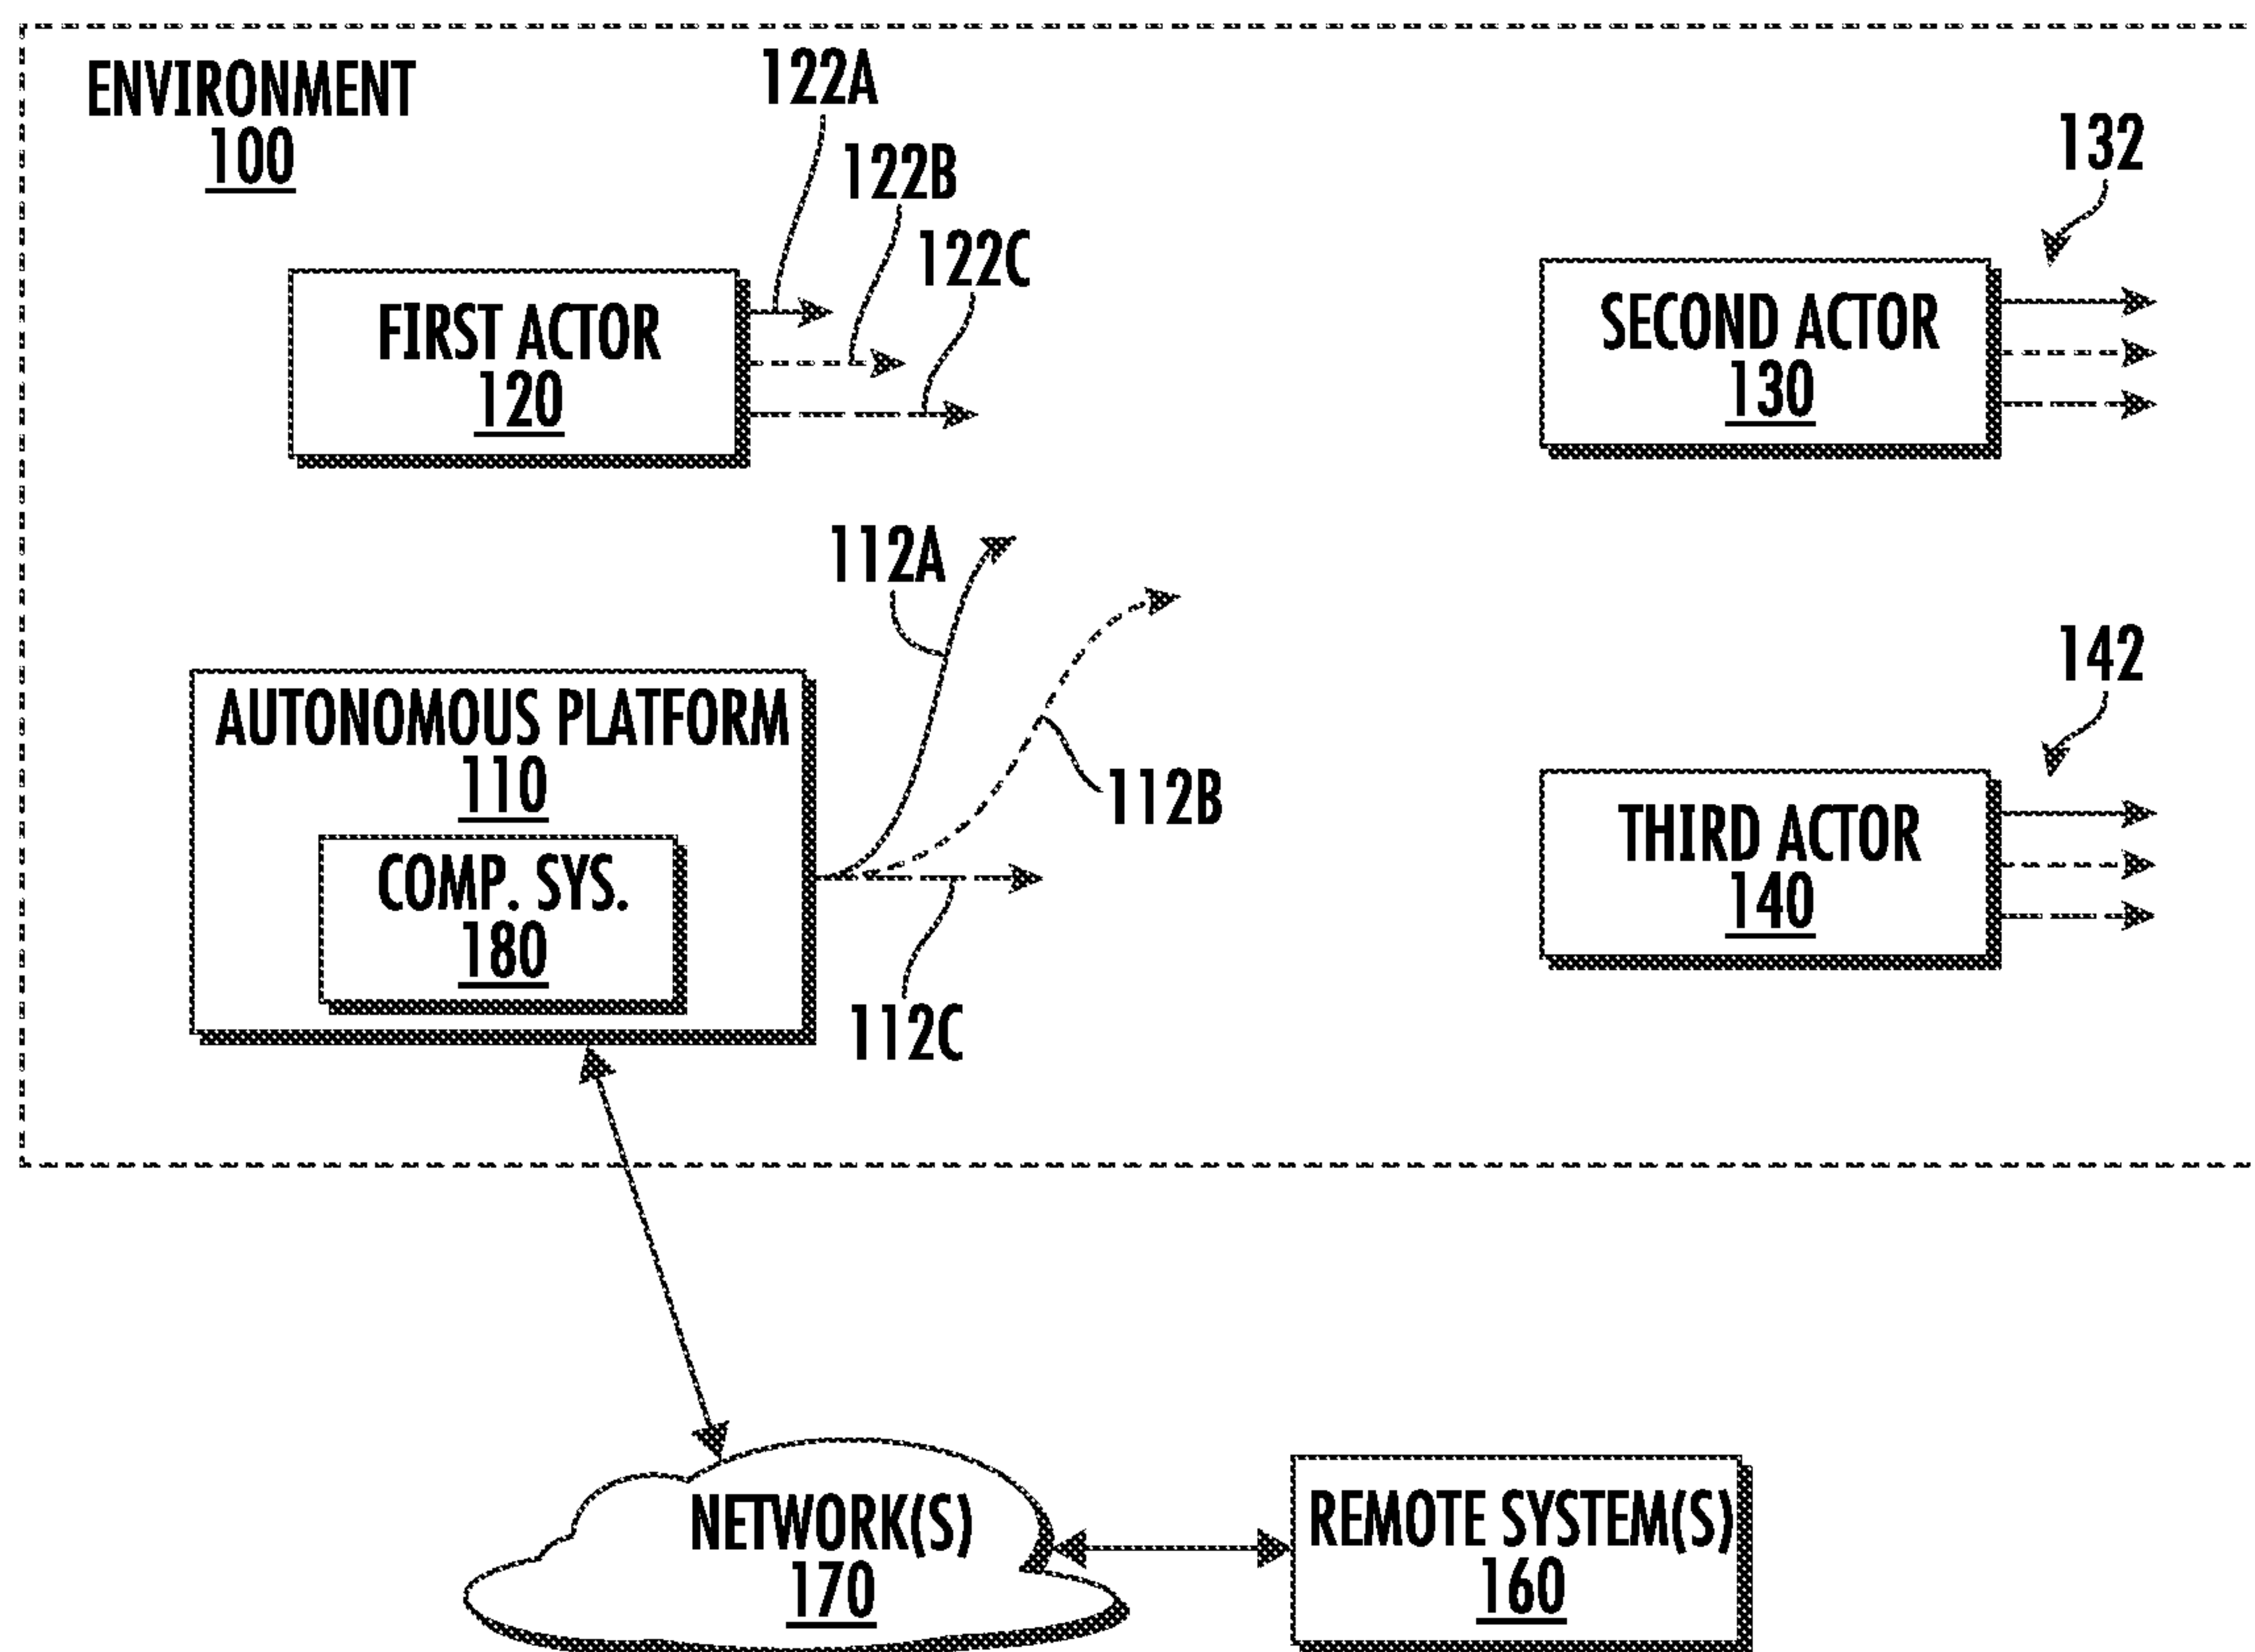 ENVIRONMENT
100
122A
122B
122C
132
FIRST ACTOR
120
SECOND ACTOR
130
112A
112B
112C
142
AUTONOMOUS PLATFORM
110
COMP. SYS.
180
THIRD ACTOR
140
NETWORK(S)
170
REMOTE SYSTEM(S)
160